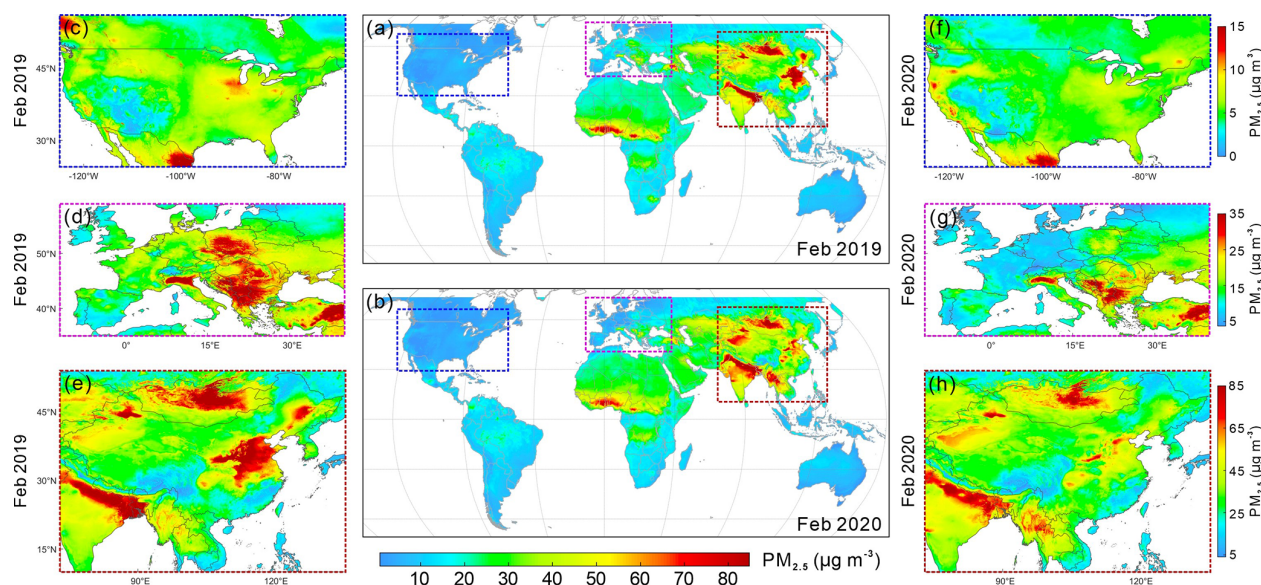 (c)
(a)
(f)
Feb 2019
45°N
30°N
-120°W
-100°W
-80°W
Feb 2019
Feb 2020
-120°W
-100°W
-80°W
15
10
5
0
PM2.5 (μg m-3)
(d)
(g)
Feb 2019
50°N
40°N
0°
15°E
30°E
Feb 2020
0°
15°E
30°E
35
25
15
5
PM2.5 (μg m-3)
(b)
Feb 2020
(e)
(h)
Feb 2019
45°N
30°N
15°N
90°E
120°E
Feb 2020
90°E
120°E
85
65
45
25
5
PM2.5 (μg m-3)
PM2.5 (μg m-3)
10 20 30 40 50 60 70 80